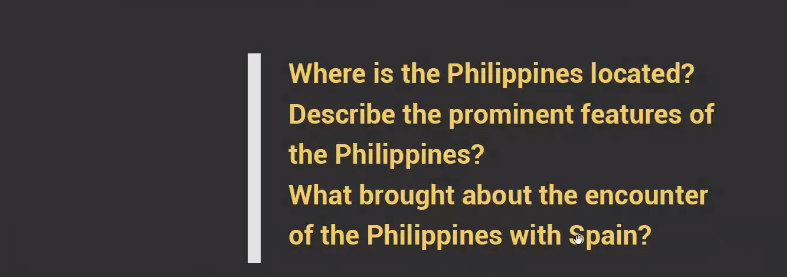 Where is the Philippines located?
Describe the prominent features of
the Philippines?
What brought about the encounter
of the Philippines with Spain?